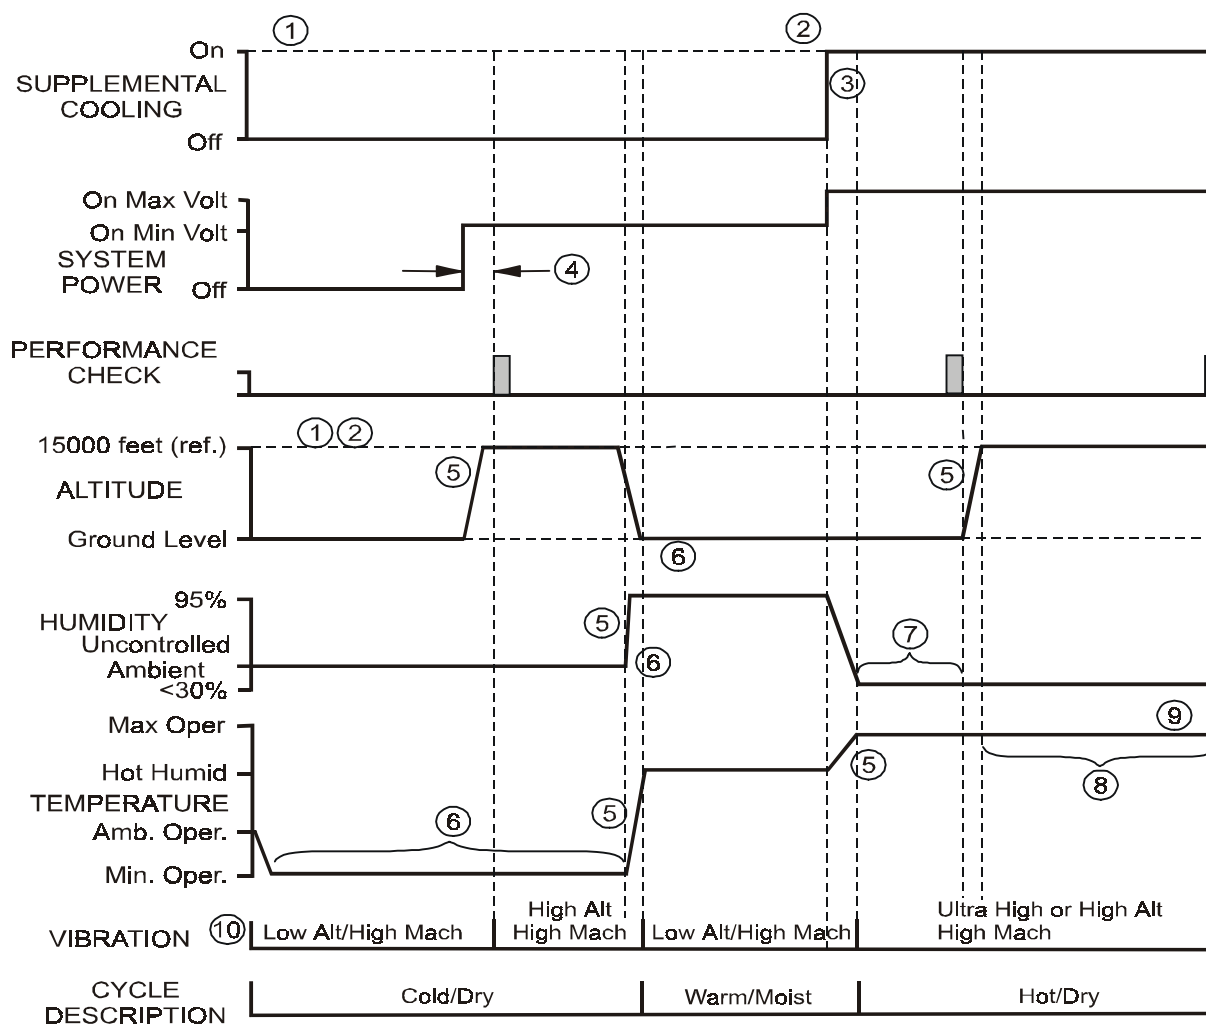 ① ②
On
SUPPLEMENTAL
COOLING
③
Off
On Max Volt
On Min Volt
SYSTEM
POWER
Off
④
PERFORMANCE
CHECK
15000 feet (ref.)
① ②
⑤ ⑤
ALTITUDE
Ground Level
⑥
95%
HUMIDITY
Uncontrolled
Ambient
<30%
⑤
⑥
⑦
Max Oper
⑨
Hot Humid
⑤
⑧
TEMPERATURE
⑥
⑤
Amb. Oper.
Min. Oper.
VIBRATION
⑩
Low Alt/High Mach
High Alt
High Mach
Low Alt/High Mach
Ultra High or High Alt
High Mach
CYCLE
DESCRIPTION
Cold/Dry
Warm/Moist
Hot/Dry